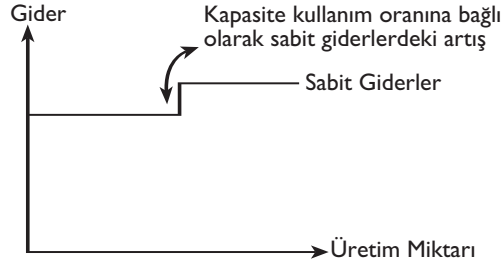 Gider
Kapasite kullanım oranına bağlı
olarak sabit giderlerdeki artış
Sabit Giderler
Üretim Miktarı